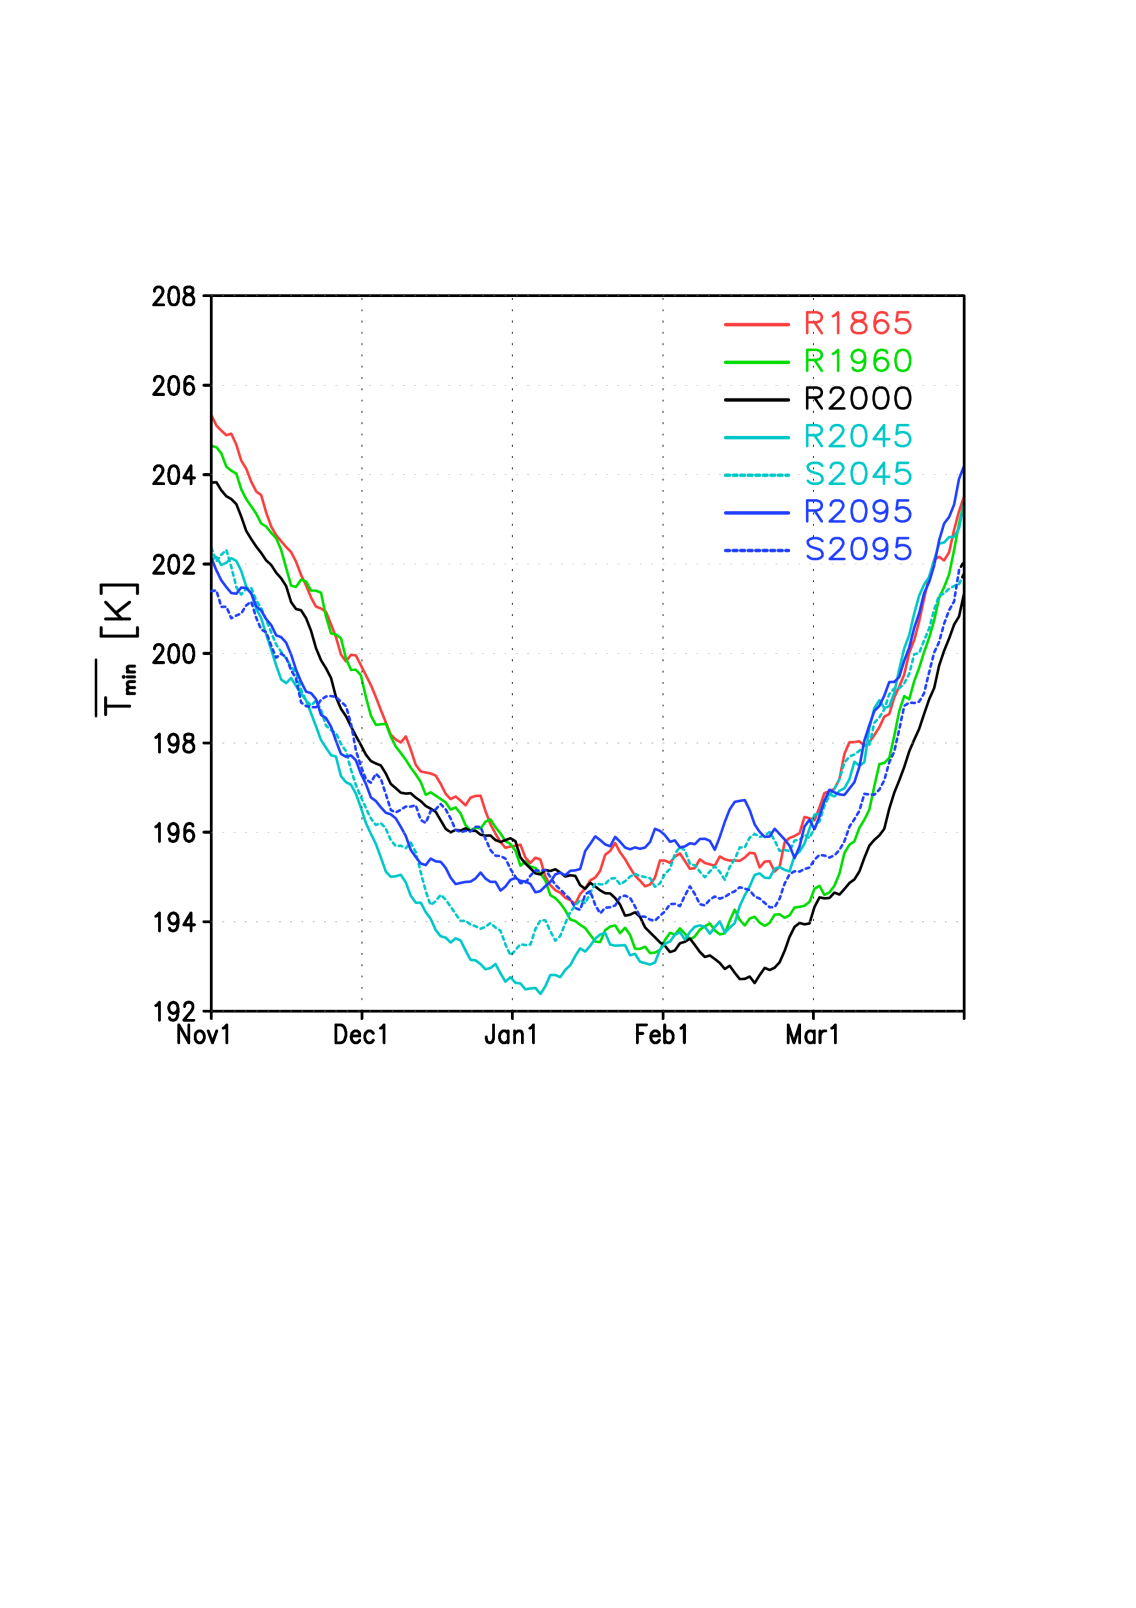 208
206
204
202
200
198
196
194
192
T̅min [K]
Nov1 Dec1 Jan1 Feb1 Mar1
R1865
R1960
R2000
R2045
S2045
R2095
S2095